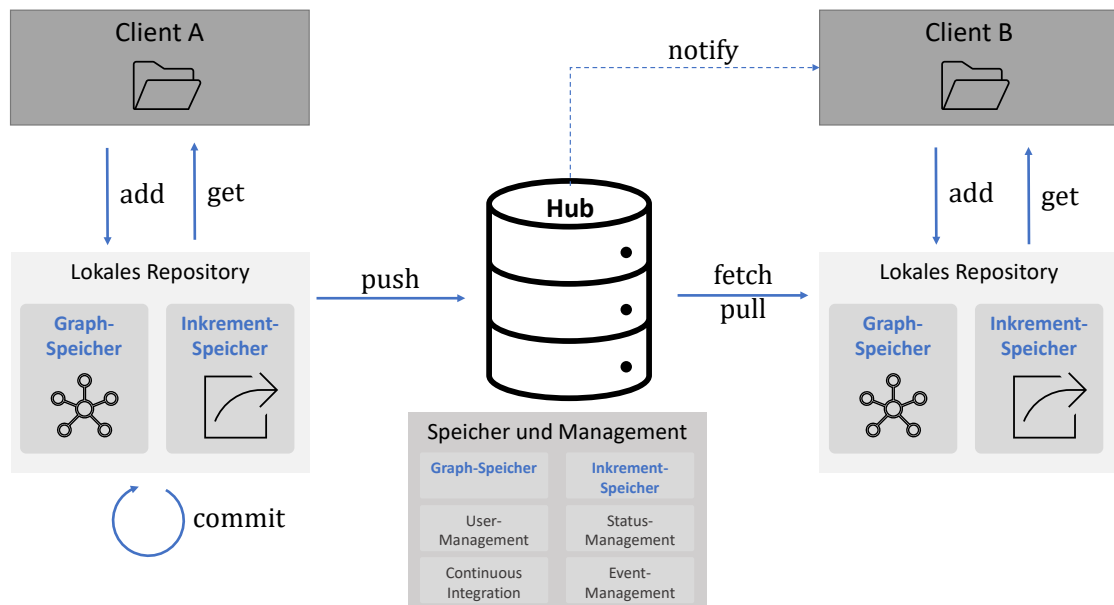 Client A
Client B
notify
add
get
add
get
Hub
Lokales Repository
Graph-
Speicher
Inkrement-
Speicher
push
fetch
pull
Lokales Repository
Graph-
Speicher
Inkrement-
Speicher
commit
Speicher und Management
Graph-Speicher
Inkrement-
Speicher
User-
Management
Status-
Management
Continuous
Integration
Event-
Management